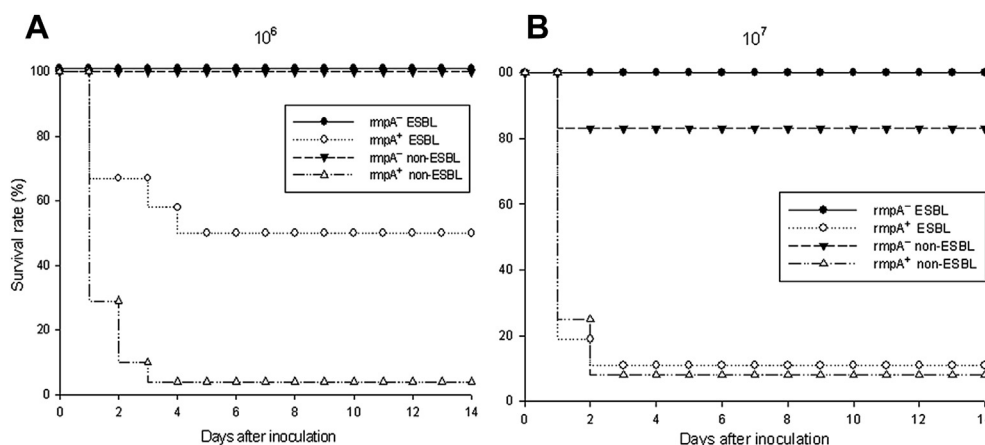 A
10⁶
100
80
60
40
20
0
Survival rate (%)
rmpA⁻ ESBL
rmpA⁺ ESBL
rmpA⁻ non-ESBL
rmpA⁺ non-ESBL
0 2 4 6 8 10 12 14
Days after inoculation
B
10⁷
00
80
60
40
20
0
rmpA⁻ ESBL
rmpA⁺ ESBL
rmpA⁻ non-ESBL
rmpA⁺ non-ESBL
0 2 4 6 8 10 12 14
Days after inoculation